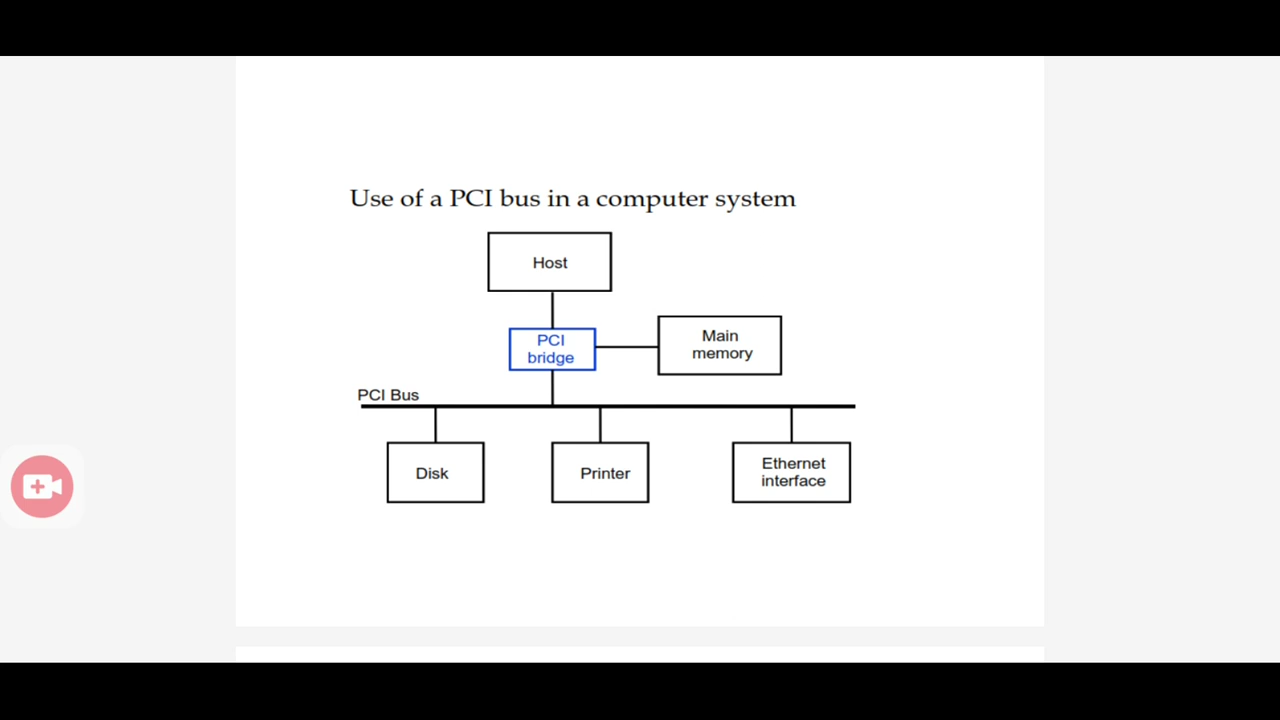 Use of a PCI bus in a computer system
Host
PCI
bridge
Main
memory
PCI Bus
Disk
Printer
Ethernet
interface